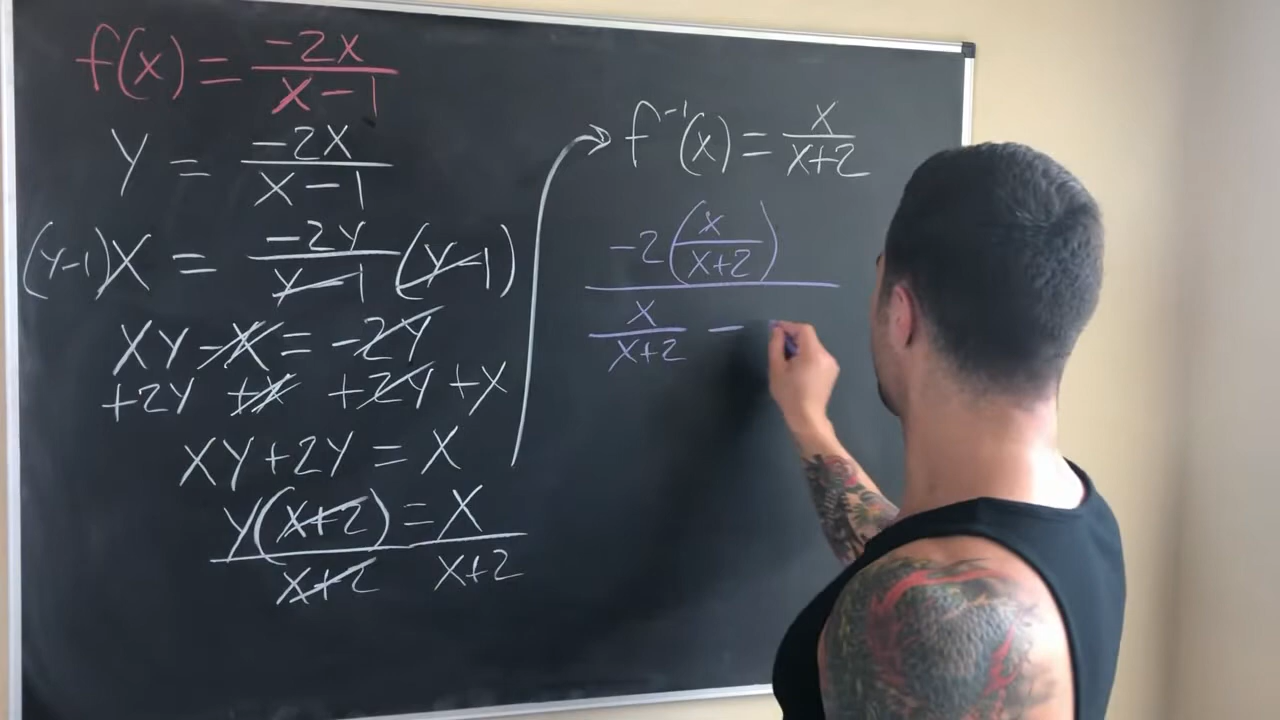 f(x) = -2x / x-1
Y = -2X / X-1
(y-1)X = -2Y / y-1 (y-1)
XY -X = -2Y
+2Y +X +2Y +X
XY+2Y = X
y(x+2) / x+2 = X / x+2
f⁻¹(x) = x / x+2
-2(x / x+2)
x / x+2 -